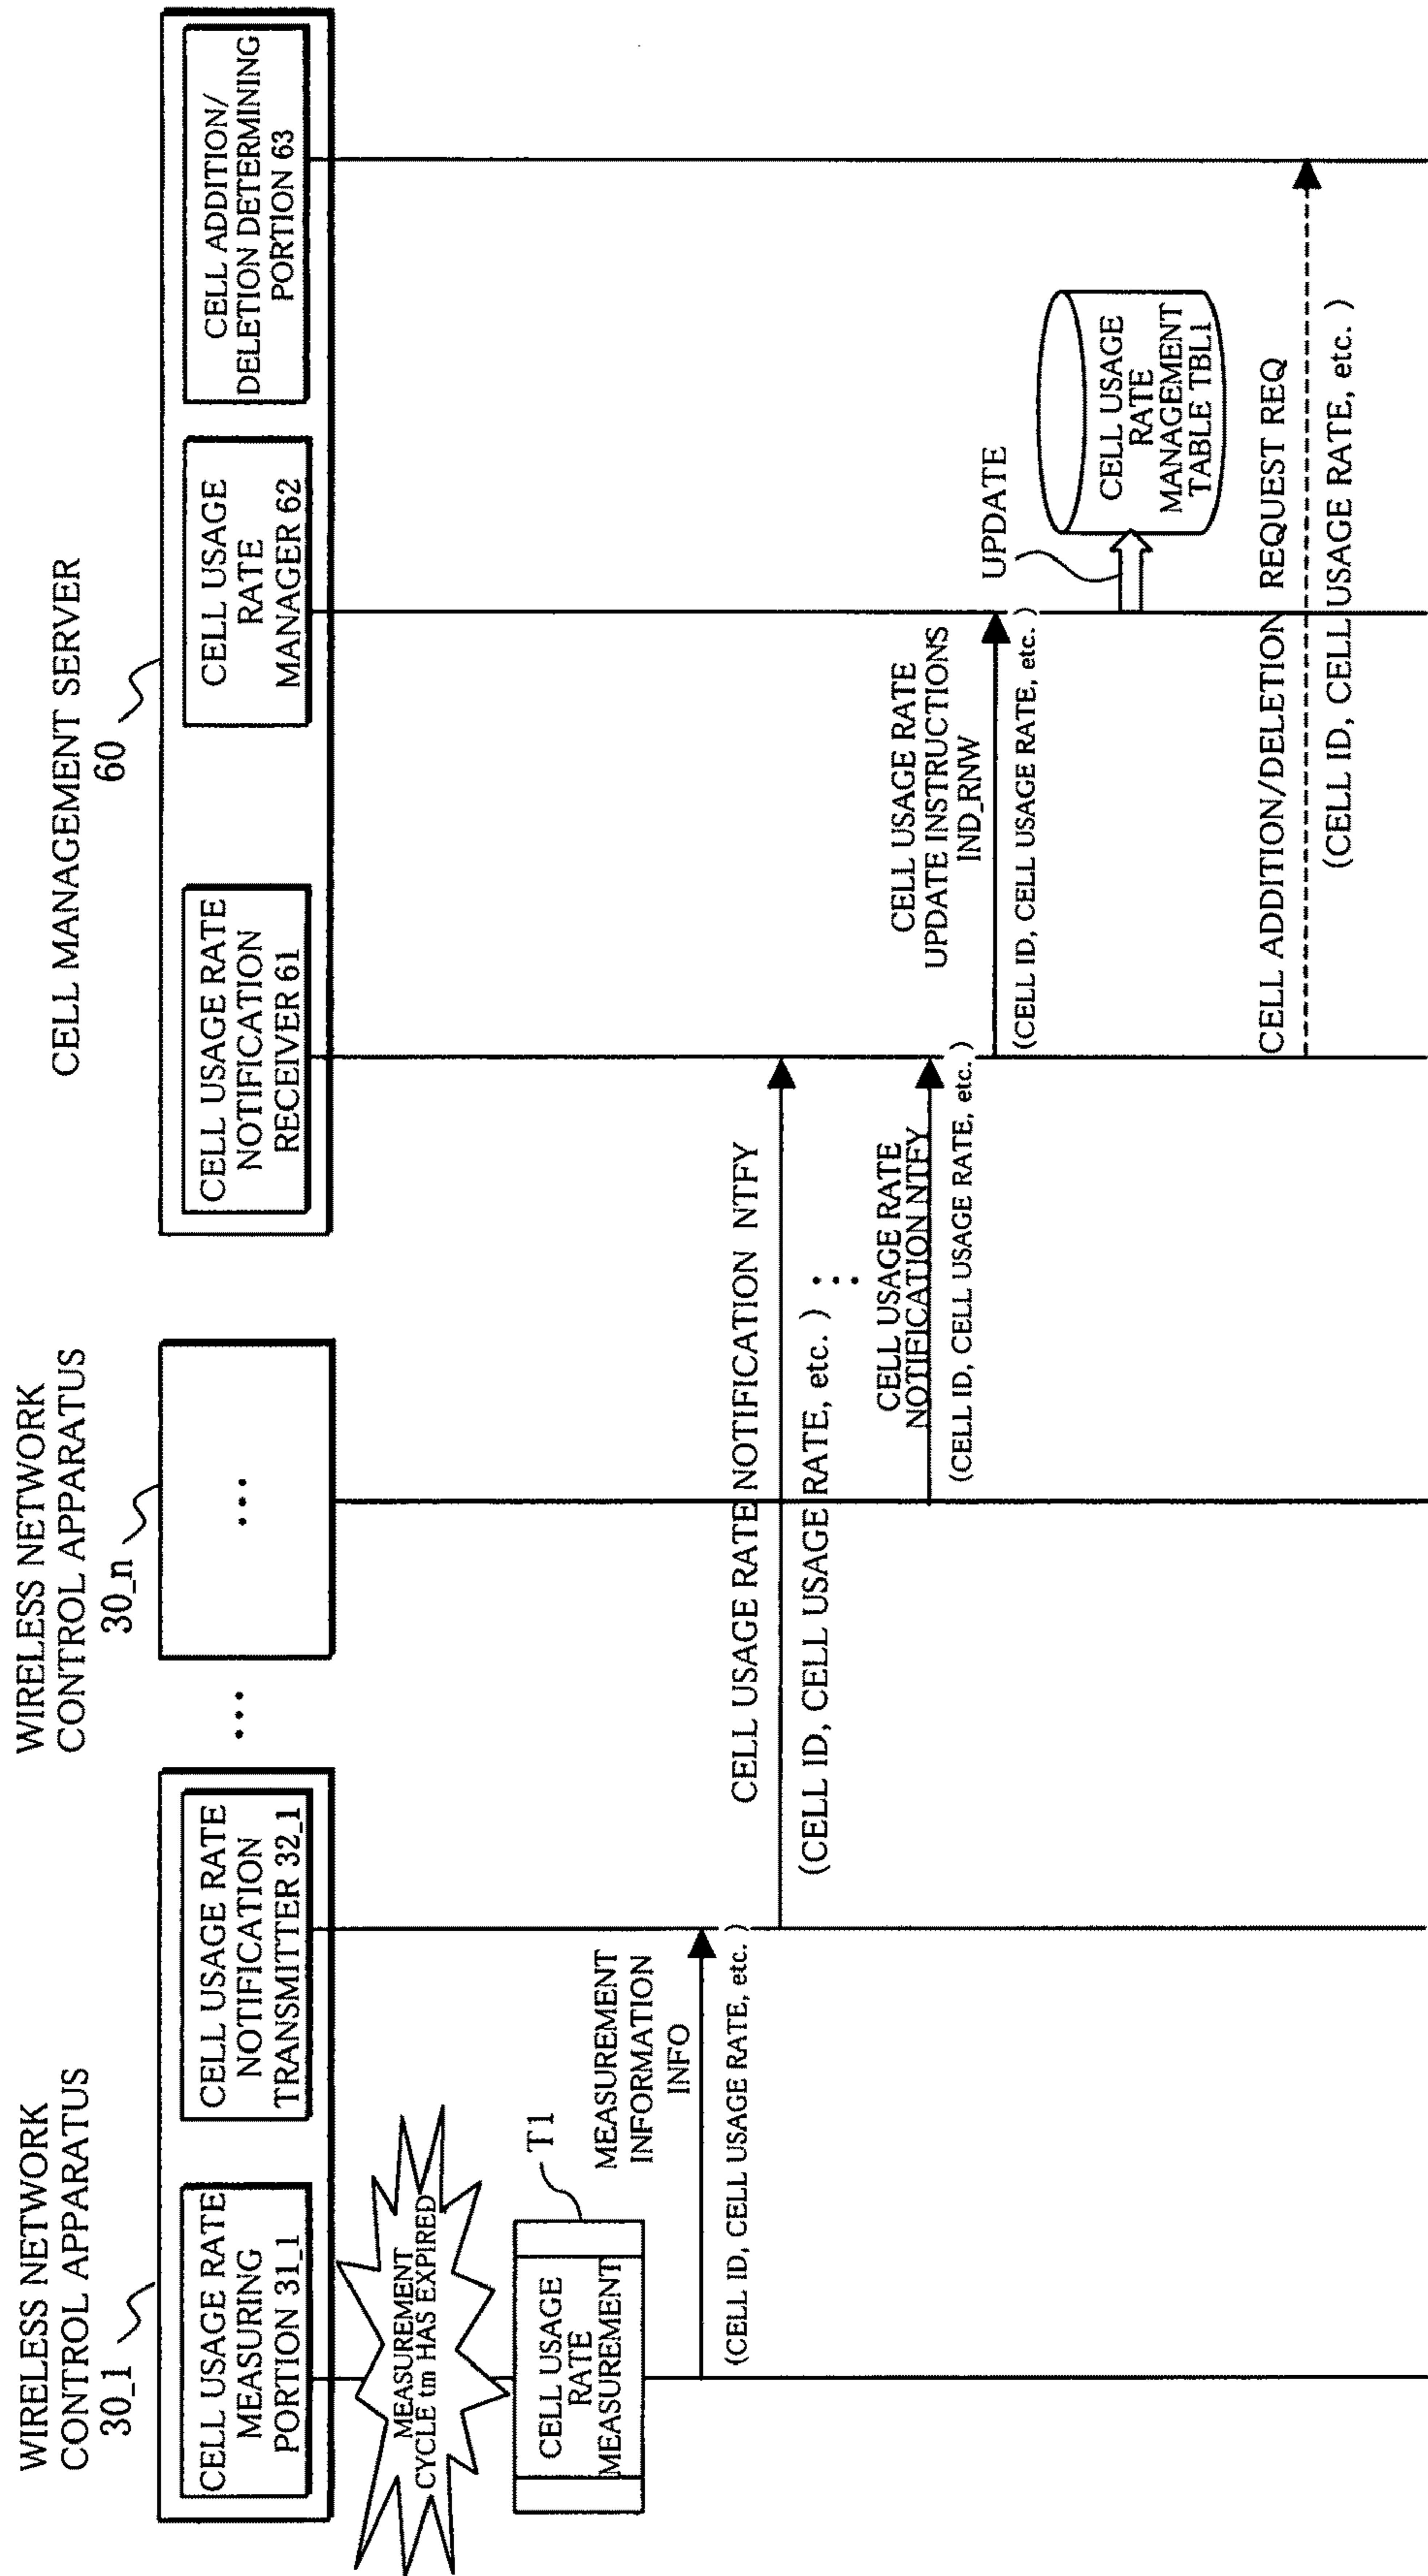 WIRELESS NETWORK
CONTROL APPARATUS
30_1
WIRELESS NETWORK
CONTROL APPARATUS
30_n
CELL MANAGEMENT SERVER
60
CELL USAGE RATE
MEASURING
PORTION 31_1
CELL USAGE RATE
NOTIFICATION
TRANSMITTER 32_1
...
...
CELL USAGE RATE
NOTIFICATION
RECEIVER 61
CELL USAGE
RATE
MANAGER 62
CELL ADDITION/
DELETION DETERMINING
PORTION 63
MEASUREMENT
CYCLE tm HAS EXPIRED
T1
CELL USAGE
RATE
MEASUREMENT
MEASUREMENT
INFORMATION
INFO
(CELL ID, CELL USAGE RATE, etc. )
CELL USAGE RATE NOTIFICATION NTFY
(CELL ID, CELL USAGE RATE, etc. )
...
CELL USAGE RATE
NOTIFICATION NTFY
(CELL ID, CELL USAGE RATE, etc. )
CELL USAGE RATE
UPDATE INSTRUCTIONS
IND_RNW
(CELL ID, CELL USAGE RATE, etc. )
UPDATE
CELL USAGE
RATE
MANAGEMENT
TABLE TBL1
CELL ADDITION/DELETION REQUEST REQ
(CELL ID, CELL USAGE RATE, etc. )